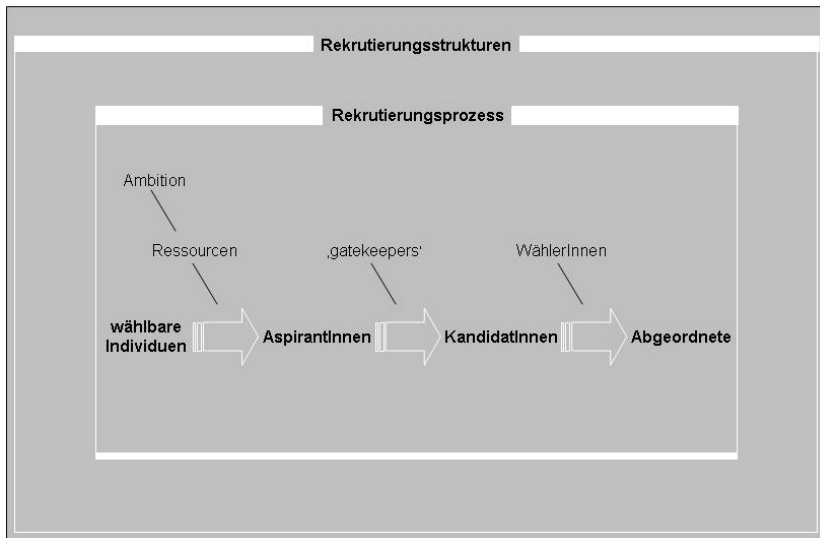 Rekrutierungsstrukturen
Rekrutierungsprozess
Ambition
Ressourcen
‚gatekeepers‘
WählerInnen
wählbare
Individuen
AspirantInnen
KandidatInnen
Abgeordnete